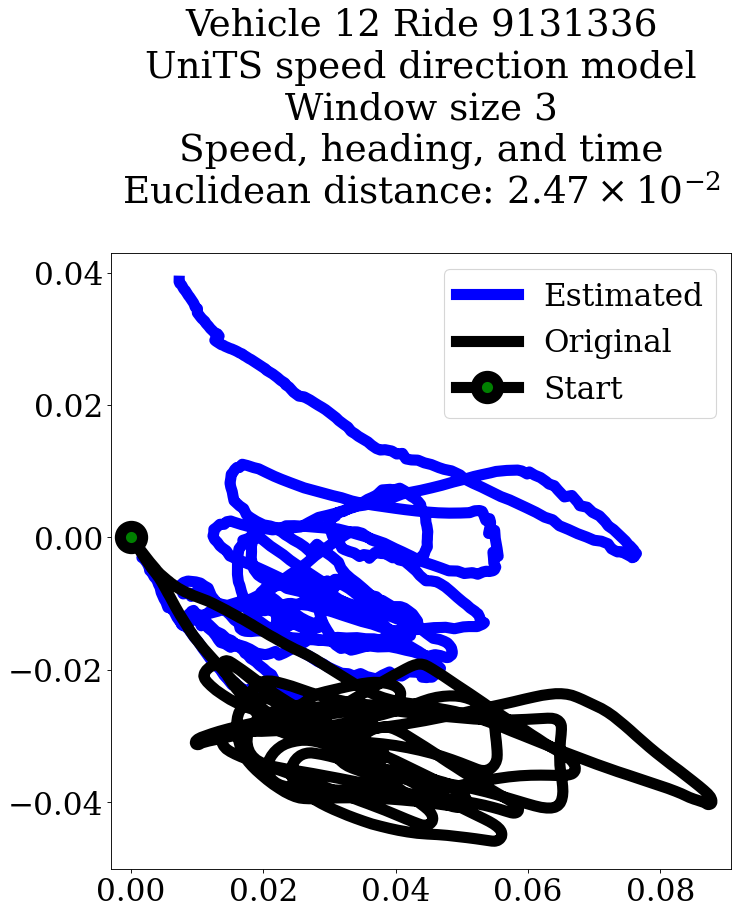 Vehicle 12 Ride 9131336
UniTS speed direction model
Window size 3
Speed, heading, and time
Euclidean distance: 2.47 × 10⁻²
0.04
0.02
0.00
−0.02
−0.04
Estimated
Original
Start
0.00 0.02 0.04 0.06 0.08